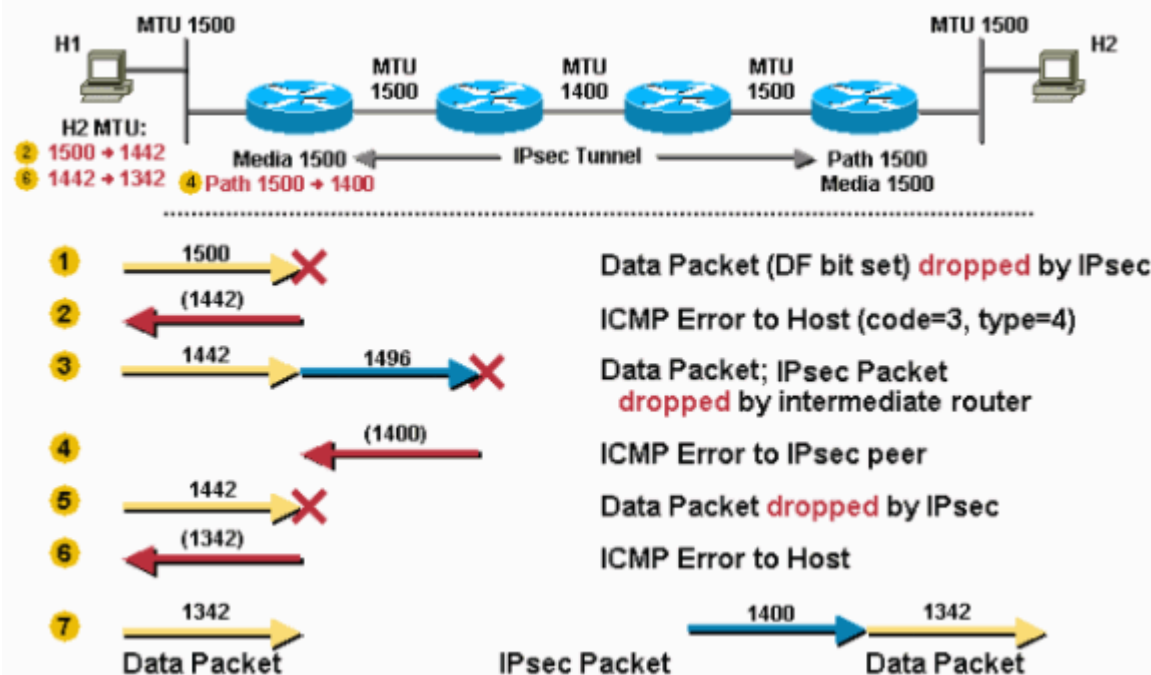 MTU 1500
MTU 1500
H1
H2
MTU
1500
MTU
1400
MTU
1500
H2 MTU:
2 1500 → 1442
6 1442 → 1342
Media 1500
IPsec Tunnel
Path 1500
4 Path 1500 → 1400
Media 1500
1 1500 Data Packet (DF bit set) dropped by IPsec
2 (1442) ICMP Error to Host (code=3, type=4)
3 1442 1496 Data Packet; IPsec Packet
dropped by intermediate router
4 (1400) ICMP Error to IPsec peer
5 1442 Data Packet dropped by IPsec
6 (1342) ICMP Error to Host
7 1342 1400 1342
Data Packet IPsec Packet Data Packet